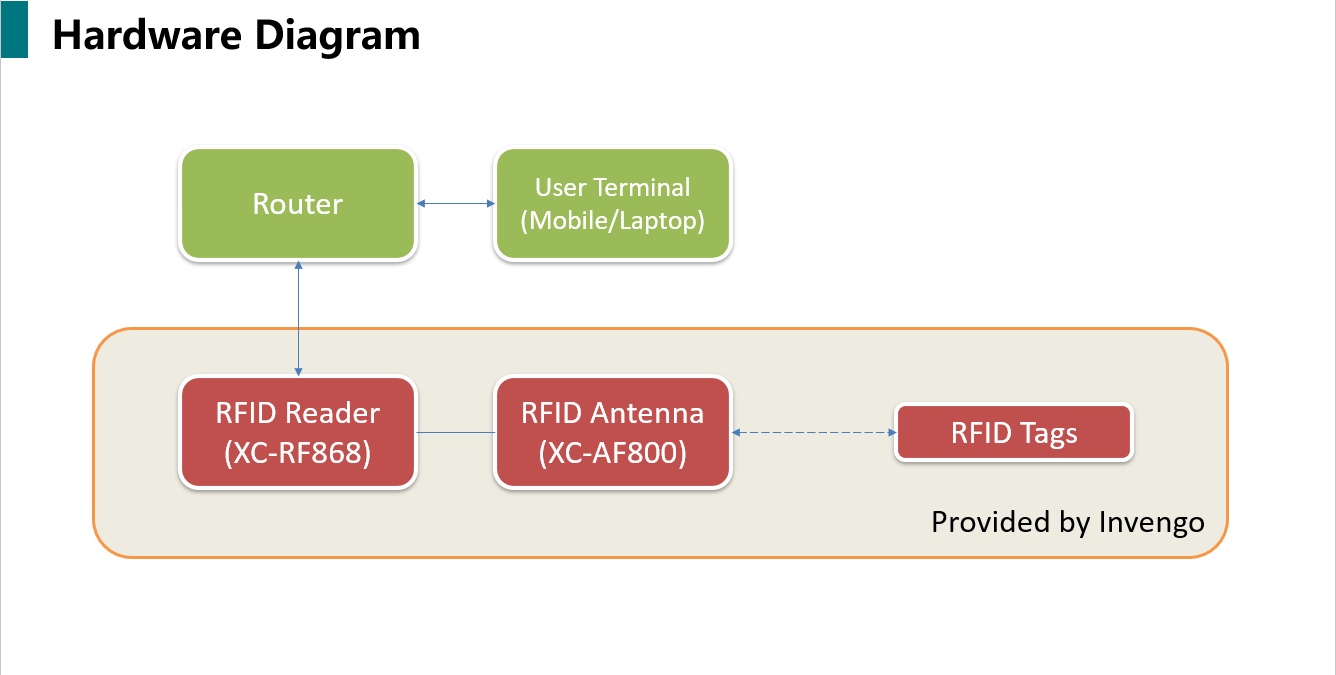 Hardware Diagram
Router
User Terminal
(Mobile/Laptop)
RFID Reader
(XC-RF868)
RFID Antenna
(XC-AF800)
RFID Tags
Provided by Invengo